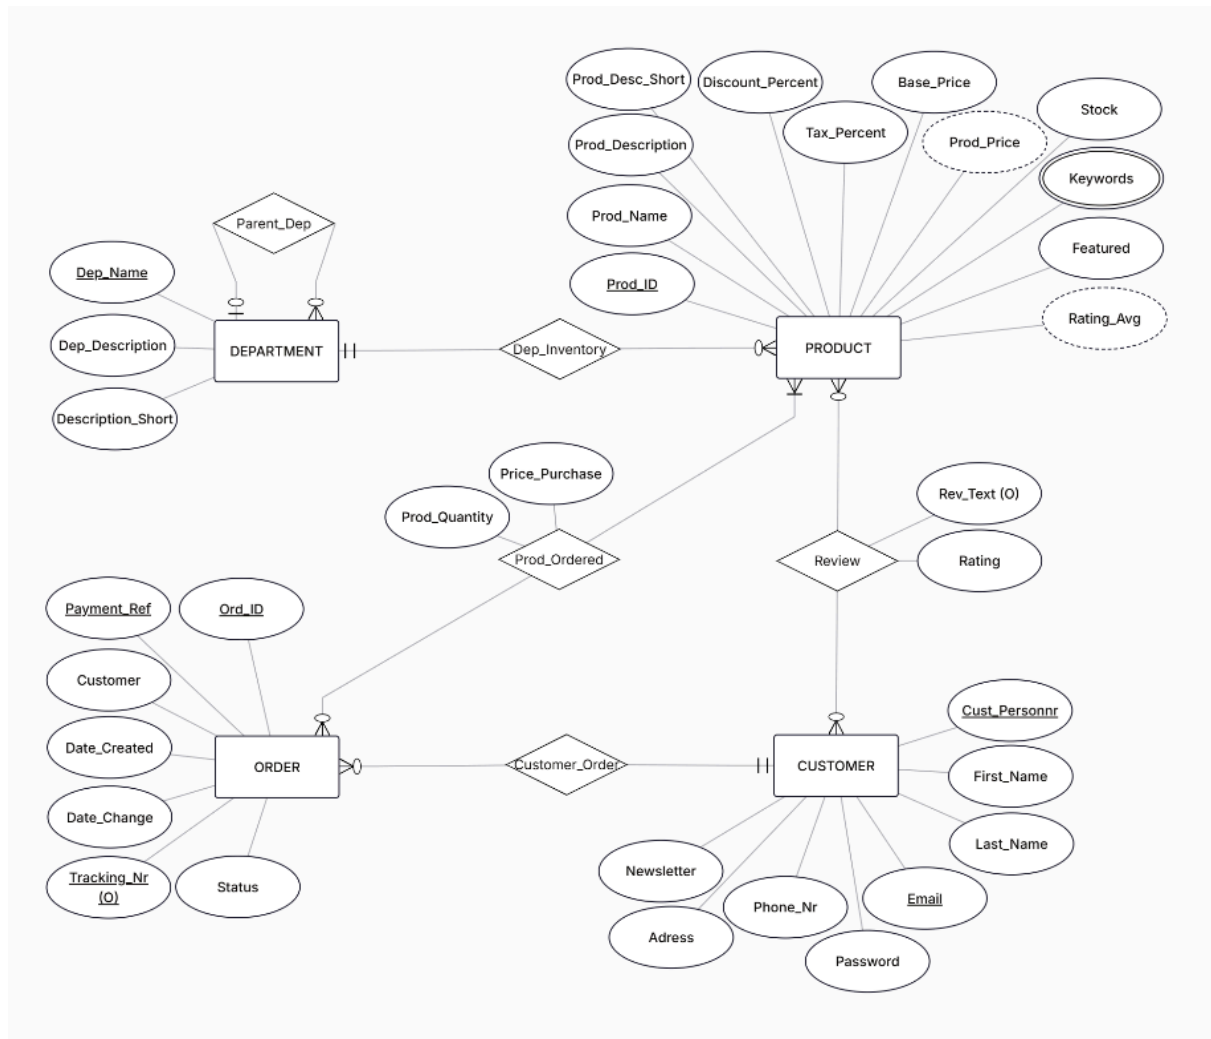 Prod_Desc_Short
Discount_Percent
Base_Price
Stock
Tax_Percent
Prod_Price
Prod_Description
Keywords
Prod_Name
Parent_Dep
Featured
Dep_Name
Prod_ID
Rating_Avg
Dep_Description
DEPARTMENT
Dep_Inventory
PRODUCT
Description_Short
Price_Purchase
Rev_Text (O)
Prod_Quantity
Prod_Ordered
Review
Rating
Payment_Ref
Ord_ID
Customer
Cust_Personnr
Date_Created
ORDER
Customer_Order
CUSTOMER
First_Name
Date_Change
Last_Name
Tracking_Nr
(O)
Status
Newsletter
Phone_Nr
Email
Adress
Password